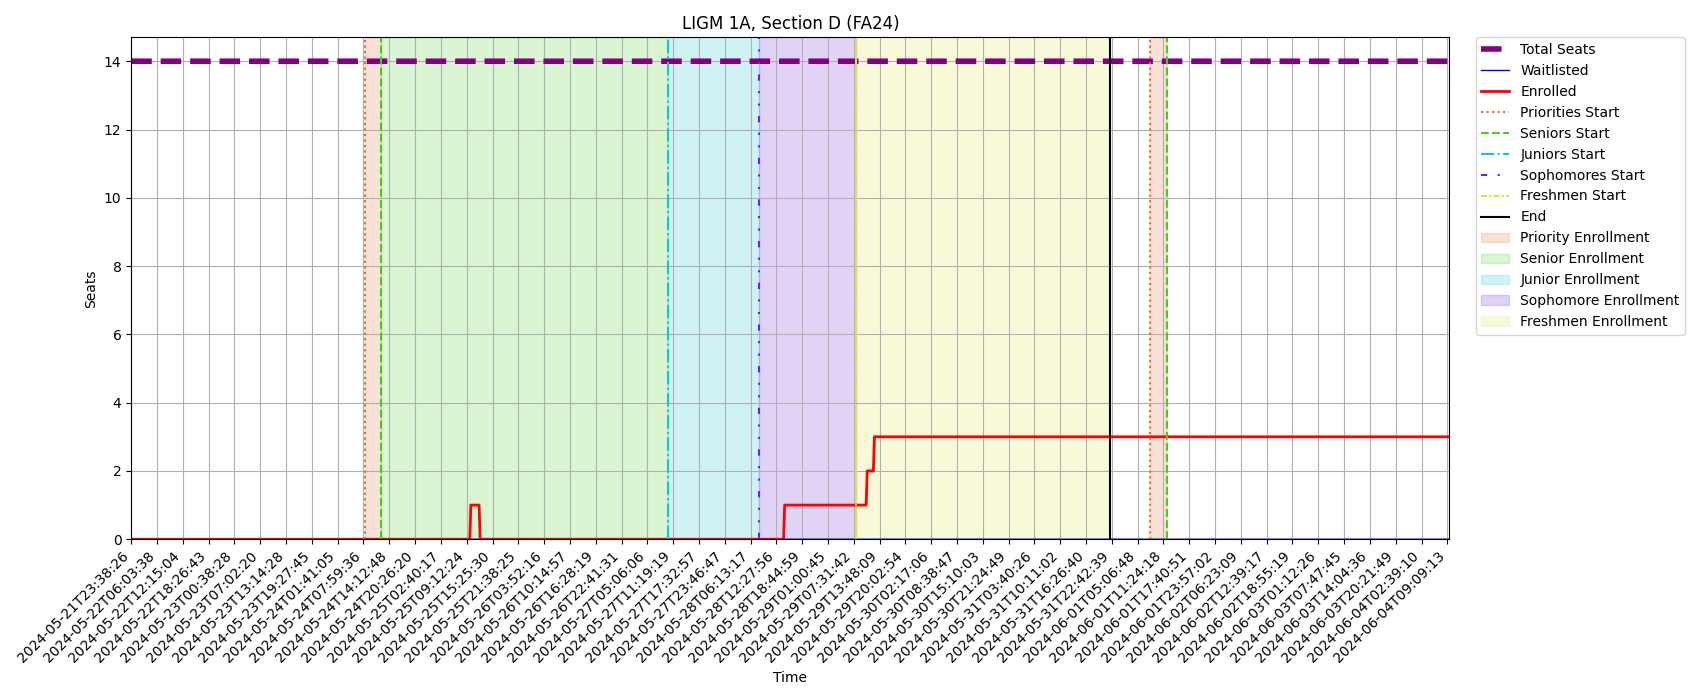 LIGM 1A, Section D (FA24)
Seats
14
12
10
8
6
4
2
0
2024-05-21T23:38:26
2024-05-22T06:03:38
2024-05-22T12:15:04
2024-05-22T18:26:43
2024-05-23T00:38:28
2024-05-23T07:02:20
2024-05-23T13:14:28
2024-05-23T19:27:45
2024-05-24T01:41:05
2024-05-24T07:59:36
2024-05-24T14:12:48
2024-05-24T20:26:20
2024-05-25T02:40:17
2024-05-25T09:12:24
2024-05-25T15:25:30
2024-05-25T21:38:25
2024-05-26T03:52:16
2024-05-26T10:14:57
2024-05-26T16:28:19
2024-05-26T22:41:31
2024-05-27T05:06:06
2024-05-27T11:19:19
2024-05-27T17:32:57
2024-05-27T23:46:47
2024-05-28T06:13:17
2024-05-28T12:27:56
2024-05-28T18:44:59
2024-05-29T01:00:45
2024-05-29T07:31:42
2024-05-29T13:48:09
2024-05-29T20:02:54
2024-05-30T02:17:06
2024-05-30T08:38:47
2024-05-30T15:10:03
2024-05-30T21:24:49
2024-05-31T03:40:26
2024-05-31T10:11:02
2024-05-31T16:26:40
2024-05-31T22:42:39
2024-06-01T05:06:48
2024-06-01T11:24:18
2024-06-01T17:40:51
2024-06-01T23:57:02
2024-06-02T06:23:09
2024-06-02T12:39:17
2024-06-02T18:55:19
2024-06-03T01:12:26
2024-06-03T07:47:45
2024-06-03T14:04:36
2024-06-03T20:21:49
2024-06-04T02:39:10
2024-06-04T09:09:13
Time
Total Seats
Waitlisted
Enrolled
Priorities Start
Seniors Start
Juniors Start
Sophomores Start
Freshmen Start
End
Priority Enrollment
Senior Enrollment
Junior Enrollment
Sophomore Enrollment
Freshmen Enrollment